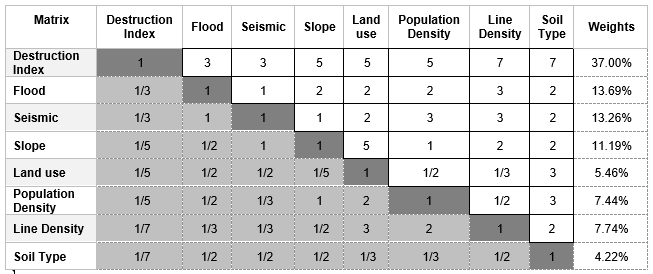 Matrix Destruction Index Flood Seismic Slope Land use Population Density Line Density Soil Type Weights
Destruction Index 1 3 3 5 5 5 7 7 37.00%
Flood 1/3 1 1 2 2 2 3 2 13.69%
Seismic 1/3 1 1 1 2 3 3 2 13.26%
Slope 1/5 1/2 1 1 5 1 2 2 11.19%
Land use 1/5 1/2 1/2 1/5 1 1/2 1/3 3 5.46%
Population Density 1/5 1/2 1/3 1 2 1 1/2 3 7.44%
Line Density 1/7 1/3 1/3 1/2 3 2 1 2 7.74%
Soil Type 1/7 1/2 1/2 1/2 1/3 1/3 1/2 1 4.22%
1